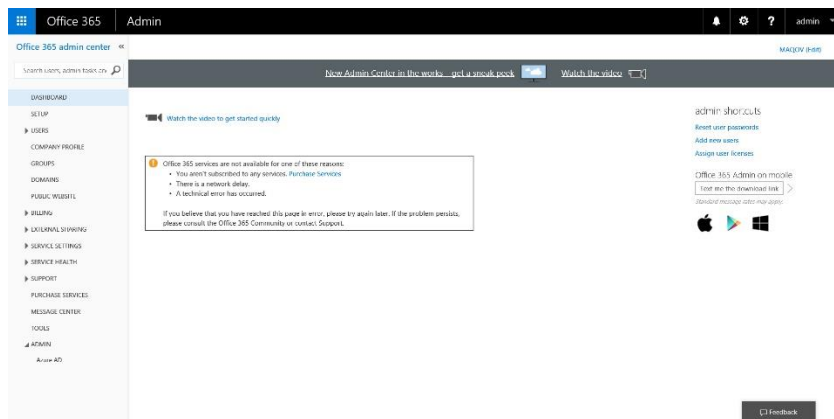 Office 365
Admin
?
admin
Office 365 admin center «
MAQOV (Edit)
Search users, admin tasks and
New Admin Center in the works - get a sneak peek
Watch the video
DASHBOARD
SETUP
USERS
COMPANY PROFILE
GROUPS
DOMAINS
PUBLIC WEBSITE
BILLING
EXTERNAL SHARING
SERVICE SETTINGS
SERVICE HEALTH
SUPPORT
PURCHASE SERVICES
MESSAGE CENTER
TOOLS
ADMIN
Azure AD
Watch the video to get started quickly
Office 365 services are not available for one of these reasons:
• You aren't subscribed to any services. Purchase Services
• There is a network delay.
• A technical error has occurred.
If you believe that you have reached this page in error, please try again later. If the problem persists,
please consult the Office 365 Community or contact Support.
admin shortcuts
Reset user passwords
Add new users
Assign user licenses
Office 365 Admin on mobile
Text me the download link
Standard message rates may apply.
Feedback